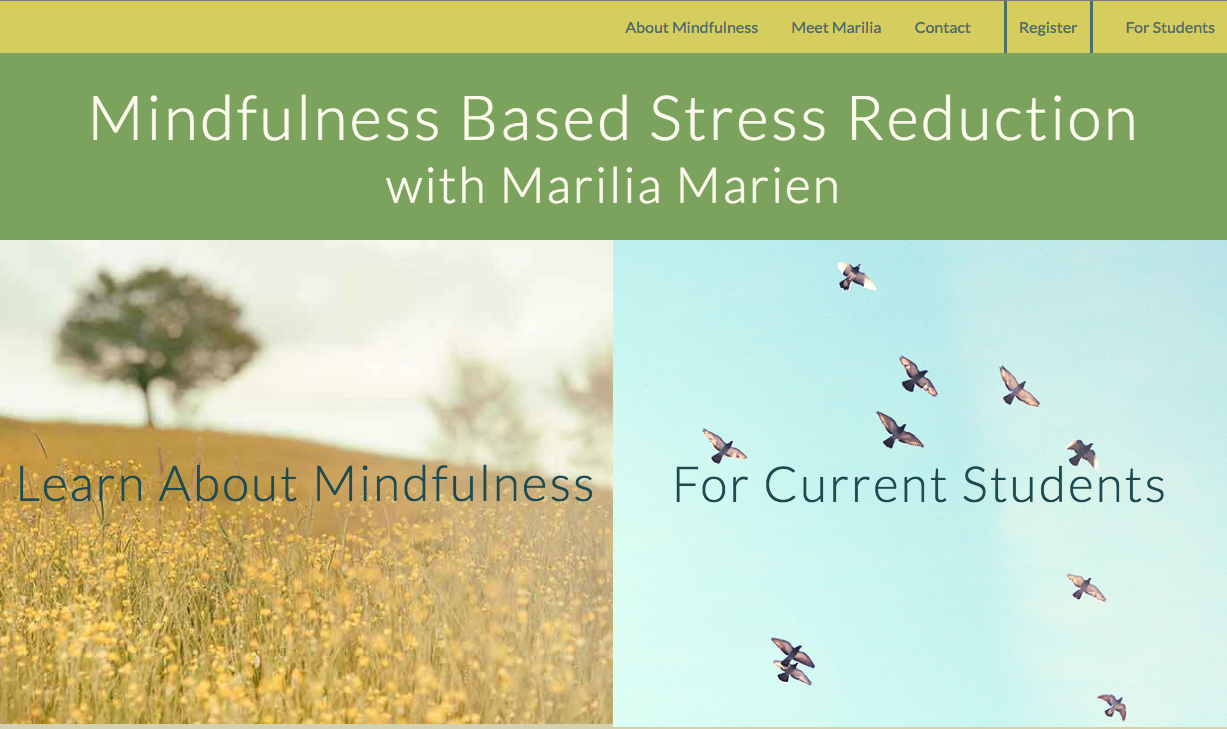 About Mindfulness Meet Marilia Contact Register For Students
Mindfulness Based Stress Reduction
with Marilia Marien
Learn About Mindfulness
For Current Students